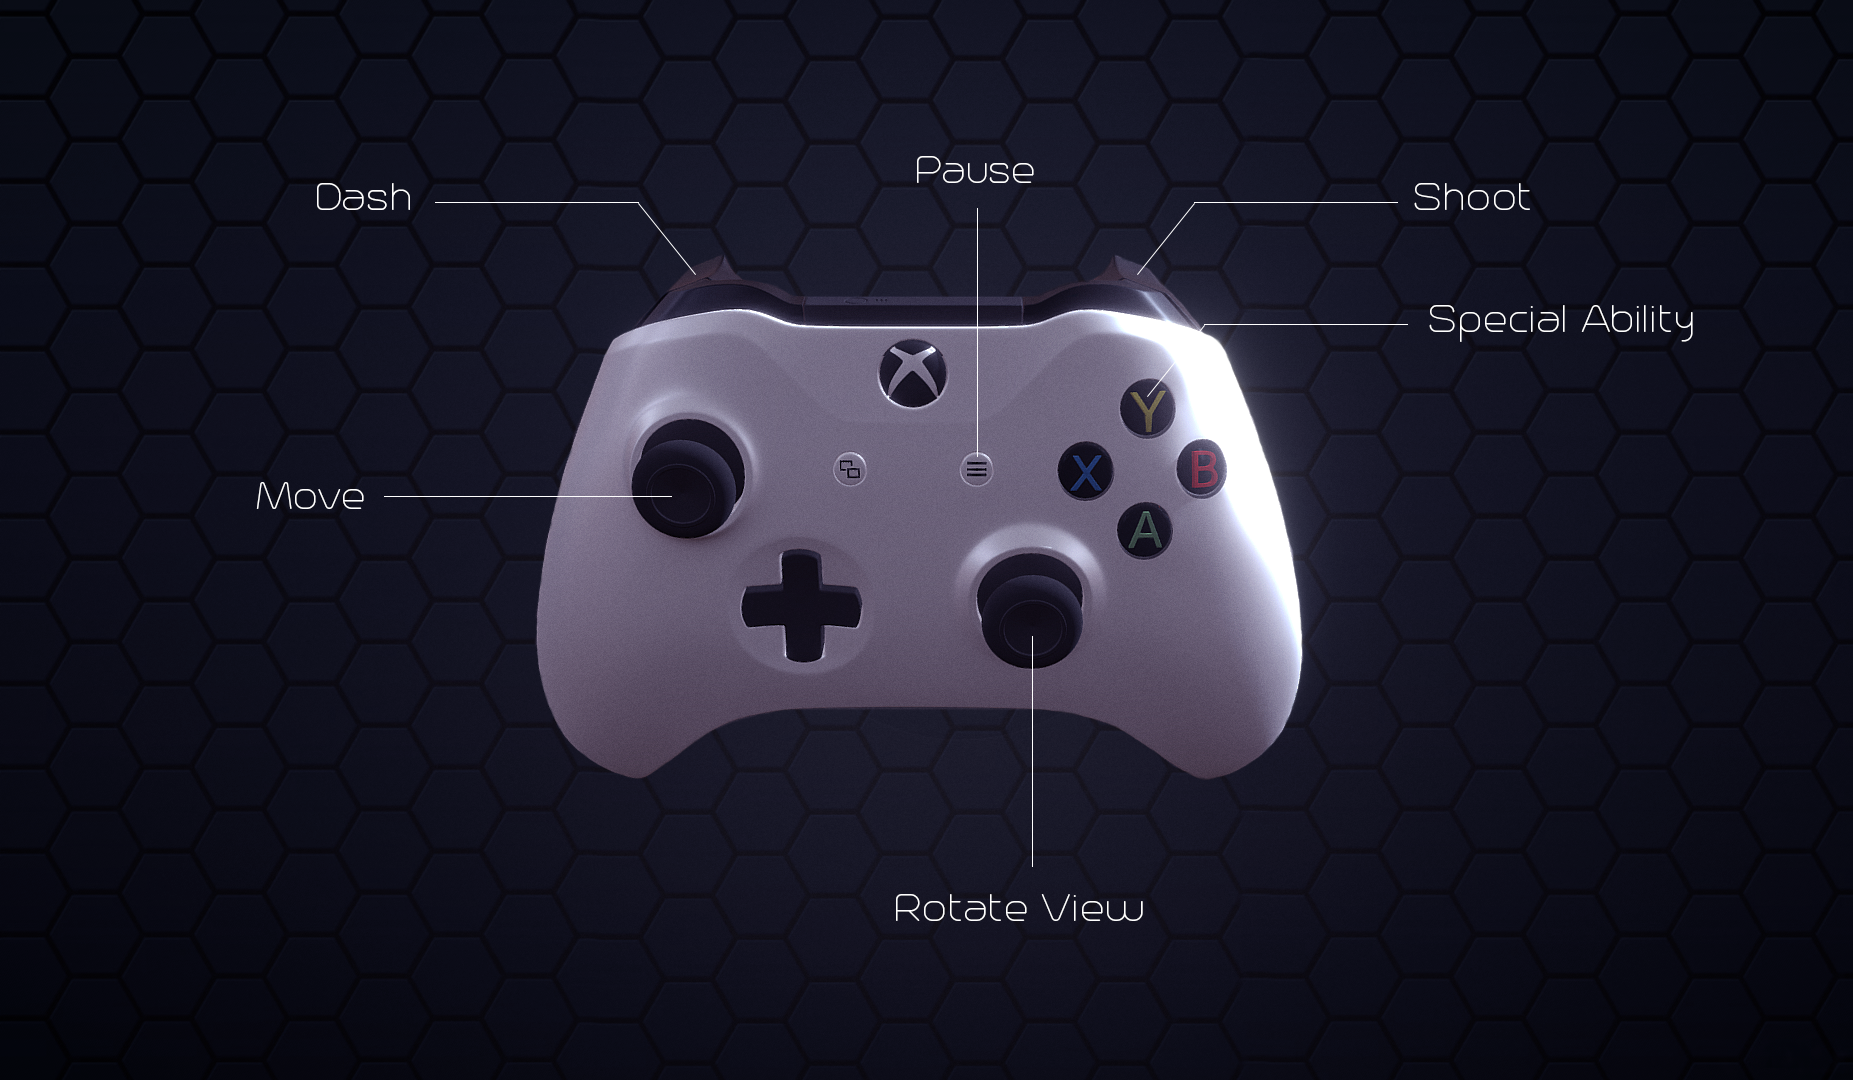 Pause
Dash
Shoot
Special Ability
Y
X
B
Move
A
Rotate View